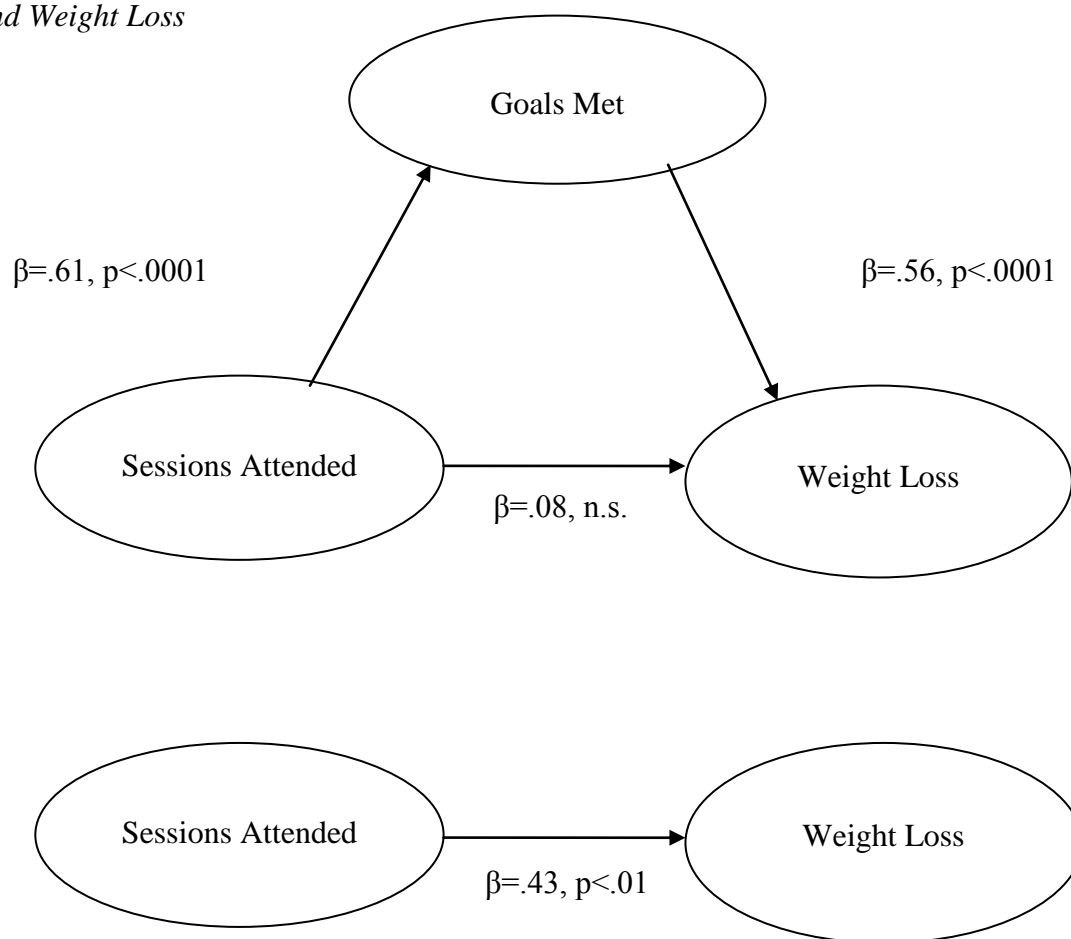 and Weight Loss
Goals Met
β=.61, p<.0001
β=.56, p<.0001
Sessions Attended
Weight Loss
β=.08, n.s.
Sessions Attended
Weight Loss
β=.43, p<.01